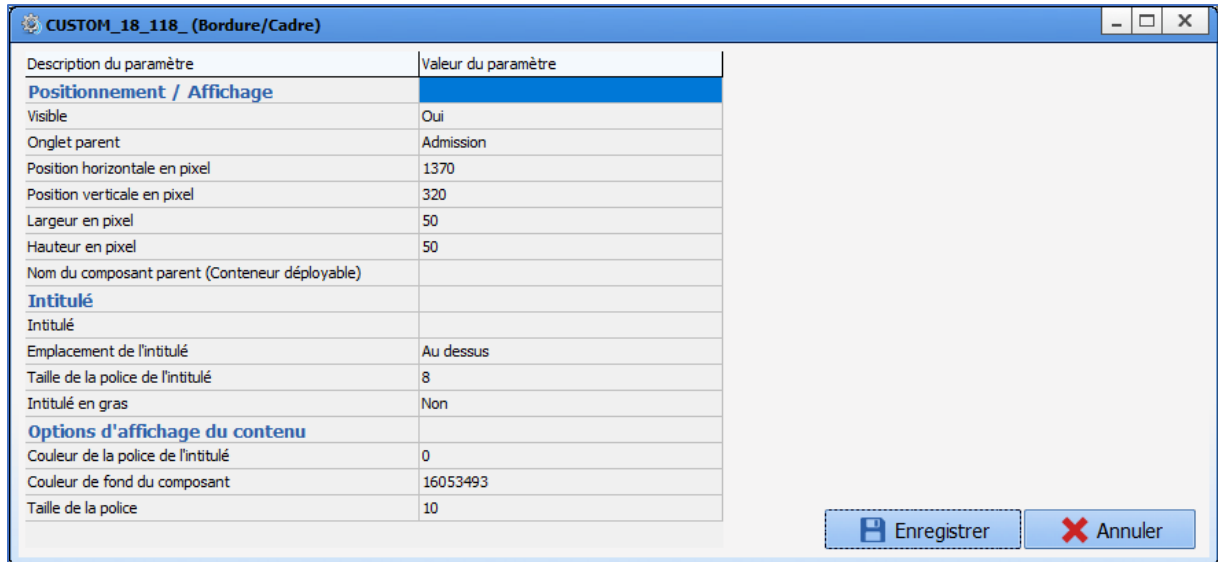 CUSTOM_18_118_ (Bordure/Cadre)
Description du paramètre Valeur du paramètre
Positionnement / Affichage
Visible Oui
Onglet parent Admission
Position horizontale en pixel 1370
Position verticale en pixel 320
Largeur en pixel 50
Hauteur en pixel 50
Nom du composant parent (Conteneur déployable)
Intitulé
Intitulé
Emplacement de l'intitulé Au dessus
Taille de la police de l'intitulé 8
Intitulé en gras Non
Options d'affichage du contenu
Couleur de la police de l'intitulé 0
Couleur de fond du composant 16053493
Taille de la police 10
Enregistrer Annuler